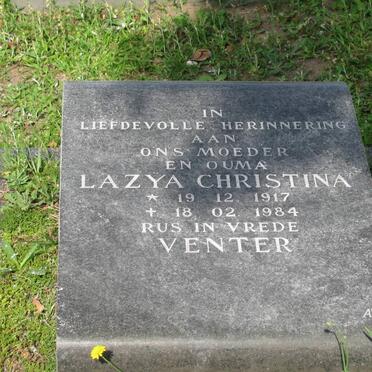 IN
LIEFDEVOLLE HERINNERING
AAN
ONS MOEDER
EN OUMA
LAZYA CHRISTINA
* 19 12 1917
+ 18 02 1984
RUS IN VREDE
VENTER